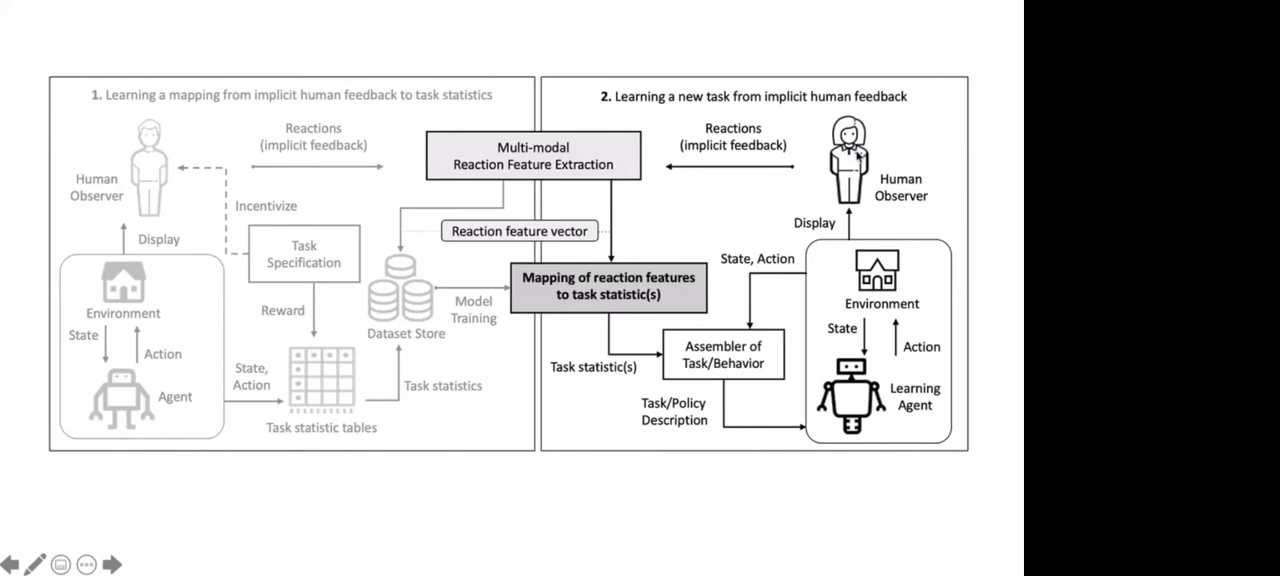 1. Learning a mapping from implicit human feedback to task statistics
Reactions
(implicit feedback)
Human
Observer
Incentivize
Display
Task
Specification
Environment
State
Action
Agent
Reward
State,
Action
Task statistic tables
Dataset Store
Task statistics
Model
Training
Multi-modal
Reaction Feature Extraction
Reaction feature vector
Mapping of reaction features
to task statistic(s)
2. Learning a new task from implicit human feedback
Reactions
(implicit feedback)
Human
Observer
Display
State, Action
Environment
State
Action
Learning
Agent
Assembler of
Task/Behavior
Task statistic(s)
Task/Policy
Description